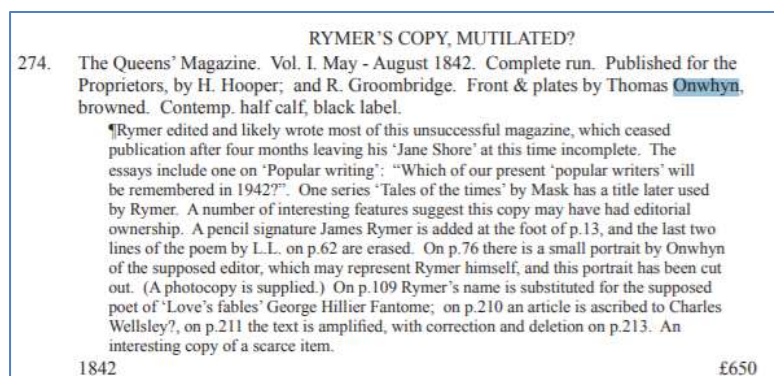 RYMER'S COPY, MUTILATED?
274. The Queens' Magazine. Vol. I. May - August 1842. Complete run. Published for the
Proprietors, by H. Hooper; and R. Groombridge. Front & plates by Thomas Onwhyn,
browned. Contemp. half calf, black label.
¶Rymer edited and likely wrote most of this unsuccessful magazine, which ceased
publication after four months leaving his 'Jane Shore' at this time incomplete. The
essays include one on 'Popular writing': “Which of our present 'popular writers' will
be remembered in 1942?”. One series 'Tales of the times' by Mask has a title later used
by Rymer. A number of interesting features suggest this copy may have had editorial
ownership. A pencil signature James Rymer is added at the foot of p.13, and the last two
lines of the poem by L.L. on p.62 are erased. On p.76 there is a small portrait by Onwhyn
of the supposed editor, which may represent Rymer himself, and this portrait has been cut
out. (A photocopy is supplied.) On p.109 Rymer's name is substituted for the supposed
poet of 'Love's fables' George Hillier Fantome; on p.210 an article is ascribed to Charles
Wellsley?, on p.211 the text is amplified, with correction and deletion on p.213. An
interesting copy of a scarce item.
1842 £650